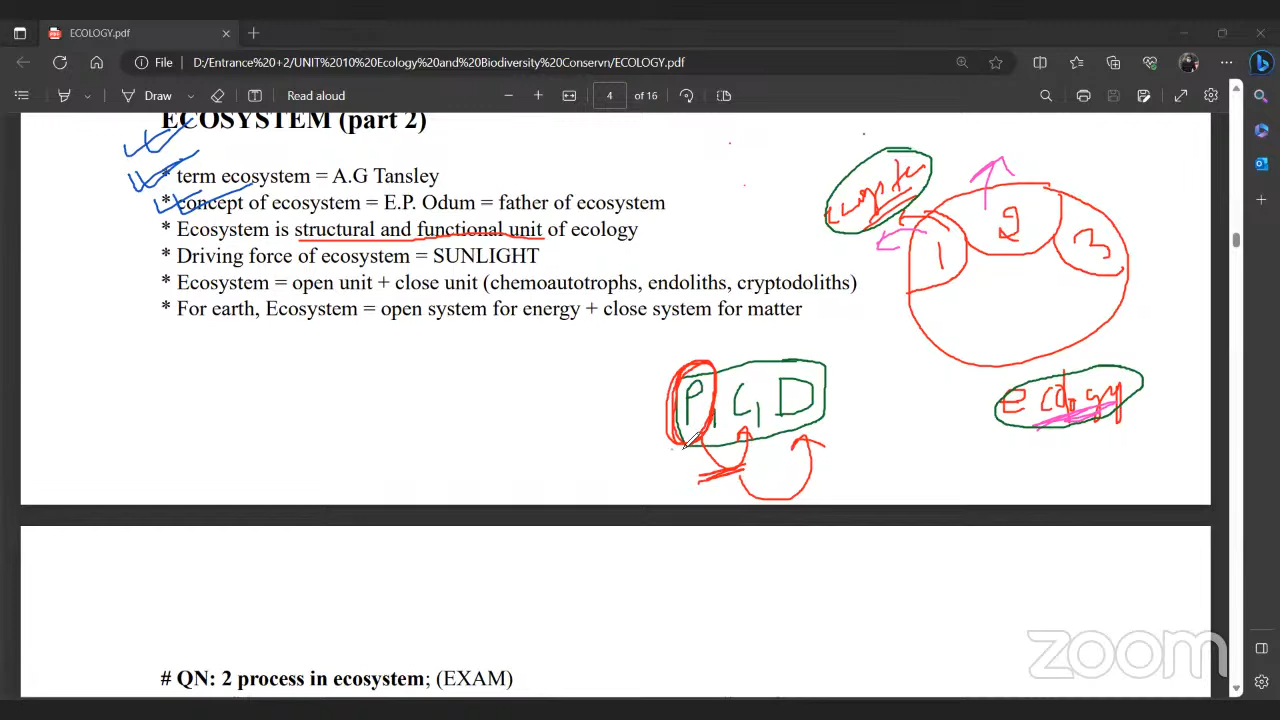 ECOLOGY.pdf
File D:/Entrance%20+2/UNIT%2010%20Ecology%20and%20Biodiversity%20Conservn/ECOLOGY.pdf
Draw Read aloud 4 of 16
ECOSYSTEM (part 2)
* term ecosystem = A.G Tansley
* concept of ecosystem = E.P. Odum = father of ecosystem
* Ecosystem is structural and functional unit of ecology
* Driving force of ecosystem = SUNLIGHT
* Ecosystem = open unit + close unit (chemoautotrophs, endoliths, cryptodoliths)
* For earth, Ecosystem = open system for energy + close system for matter
1 2 3
P, C, D
ecology
zoom
# QN: 2 process in ecosystem; (EXAM)